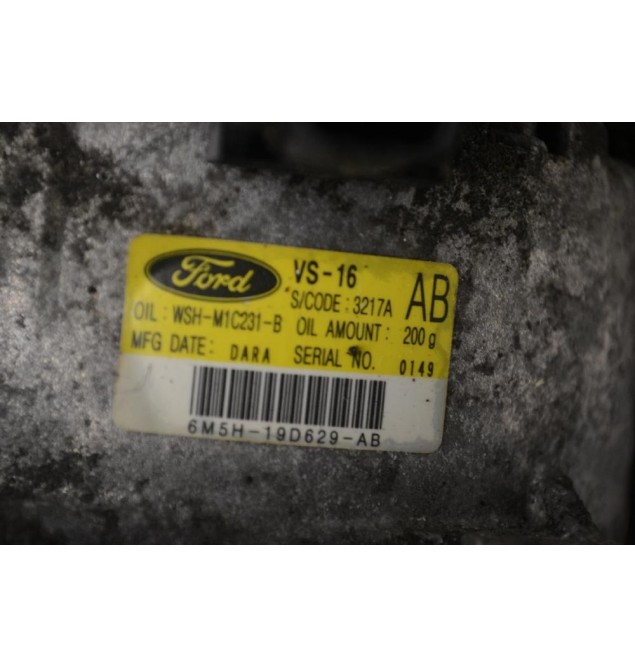 Ford VS-16 AB
S/CODE : 3217A
OIL : WSH-M1C231-B OIL AMOUNT : 200 g
MFG DATE: DARA SERIAL NO. 0149
6M5H-19D629-AB